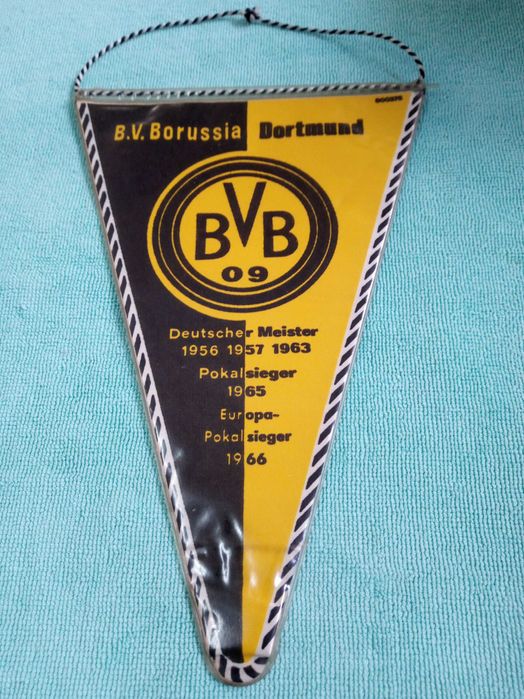 B.V. Borussia Dortmund
BVB
09
Deutscher Meister
1956 1957 1963
Pokalsieger
1965
Europa-
Pokalsieger
1966